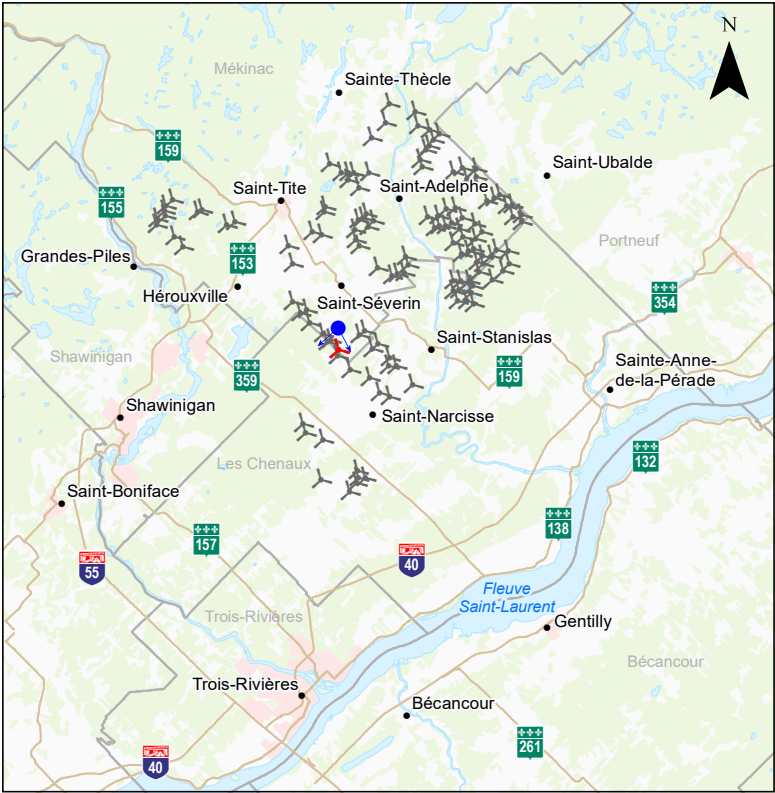 N
Mékinac
Sainte-Thècle
159
Saint-Ubalde
Saint-Tite
Saint-Adelphe
155
Portneuf
Grandes-Piles
153
Hérouxville
354
Saint-Séverin
Saint-Stanislas
Shawinigan
359
159
Sainte-Anne-
de-la-Pérade
Shawinigan
Saint-Narcisse
Les Chenaux
132
Saint-Boniface
138
157
55
40
Fleuve
Saint-Laurent
Trois-Rivières
Gentilly
Bécancour
Trois-Rivières
Bécancour
261
40